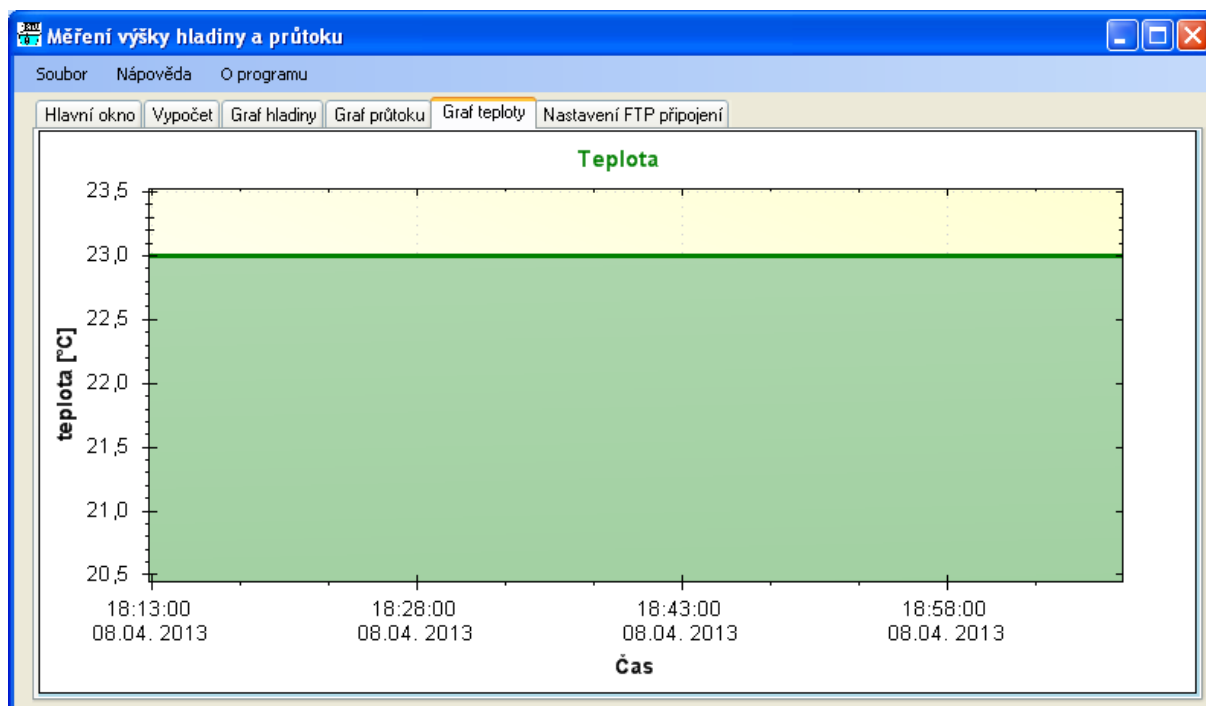 Měření výšky hladiny a průtoku
Soubor Nápověda O programu
Hlavní okno Vypočet Graf hladiny Graf průtoku Graf teploty Nastavení FTP připojení
Teplota
23,5
23,0
22,5
22,0
21,5
21,0
20,5
teplota [°C]
18:13:00 18:28:00 18:43:00 18:58:00
08.04. 2013 08.04. 2013 08.04. 2013 08.04. 2013
Čas